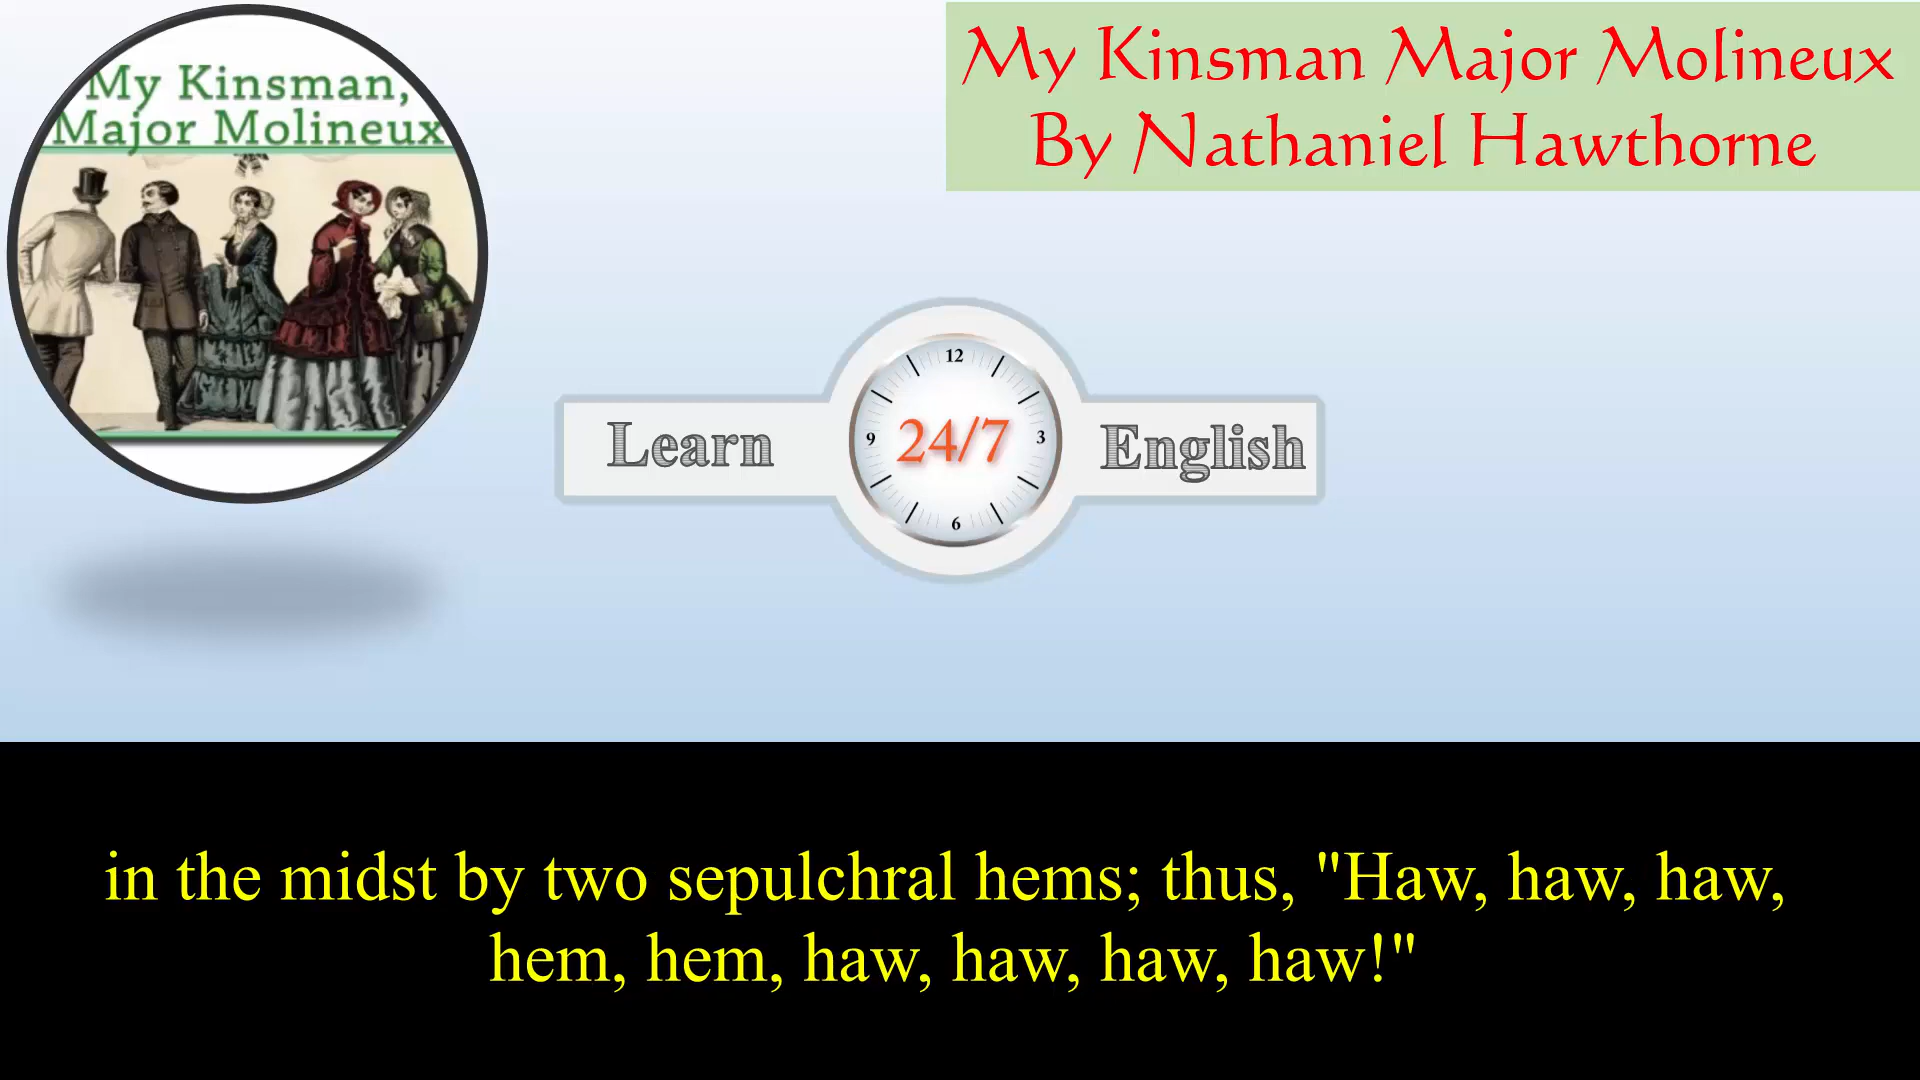 My Kinsman,
Major Molineux
My Kinsman Major Molineux
By Nathaniel Hawthorne
12
9
3
6
24/7
Learn
English
in the midst by two sepulchral hems; thus, "Haw, haw, haw,
hem, hem, haw, haw, haw, haw!"